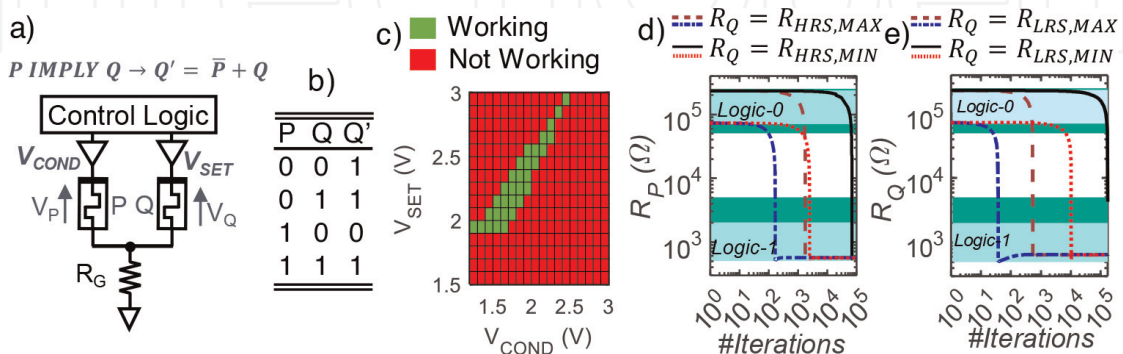 a)
P IMPLY Q → Q' = P̅ + Q
Control Logic
V_COND
V_SET
V_P
P
Q
V_Q
R_G
b)
P Q Q'
0 0 1
0 1 1
1 0 0
1 1 1
c)
Working
Not Working
V_SET (V)
3
2.5
2
1.5
1.5 2 2.5 3
V_COND (V)
d)
R_Q = R_HRS,MAX
R_Q = R_HRS,MIN
R_P (Ω)
10^5
10^4
10^3
Logic-0
Logic-1
10^0 10^1 10^2 10^3 10^4 10^5
#Iterations
e)
R_Q = R_LRS,MAX
R_Q = R_LRS,MIN
R_Q (Ω)
10^5
10^4
10^3
Logic-0
Logic-1
10^0 10^1 10^2 10^3 10^4 10^5
#Iterations